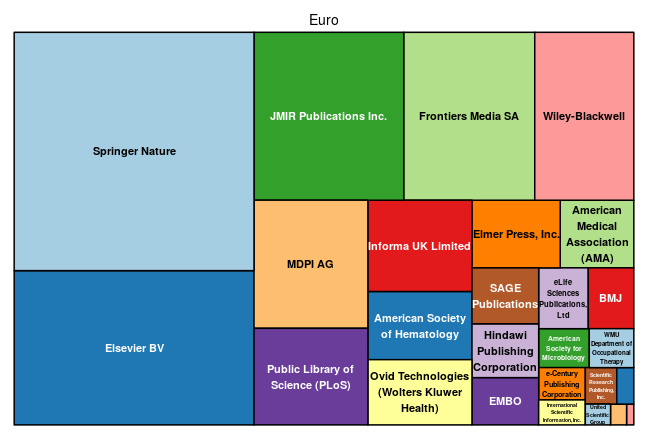 Euro
Springer Nature
JMIR Publications Inc.
Frontiers Media SA
Wiley-Blackwell
Elsevier BV
MDPI AG
Public Library of
Science (PLoS)
Informa UK Limited
American Society
of Hematology
Ovid Technologies
(Wolters Kluwer
Health)
Elmer Press, Inc.
American
Medical
Association
(AMA)
SAGE
Publications
Hindawi
Publishing
Corporation
EMBO
eLife
Sciences
Publications,
Ltd
BMJ
American
Society for
Microbiology
WMU
Department of
Occupational
Therapy
e-Century
Publishing
Corporation
Scientific
Research
Publishing,
Inc.
International
Scientific
Information,Inc.
United
Scientific
Group